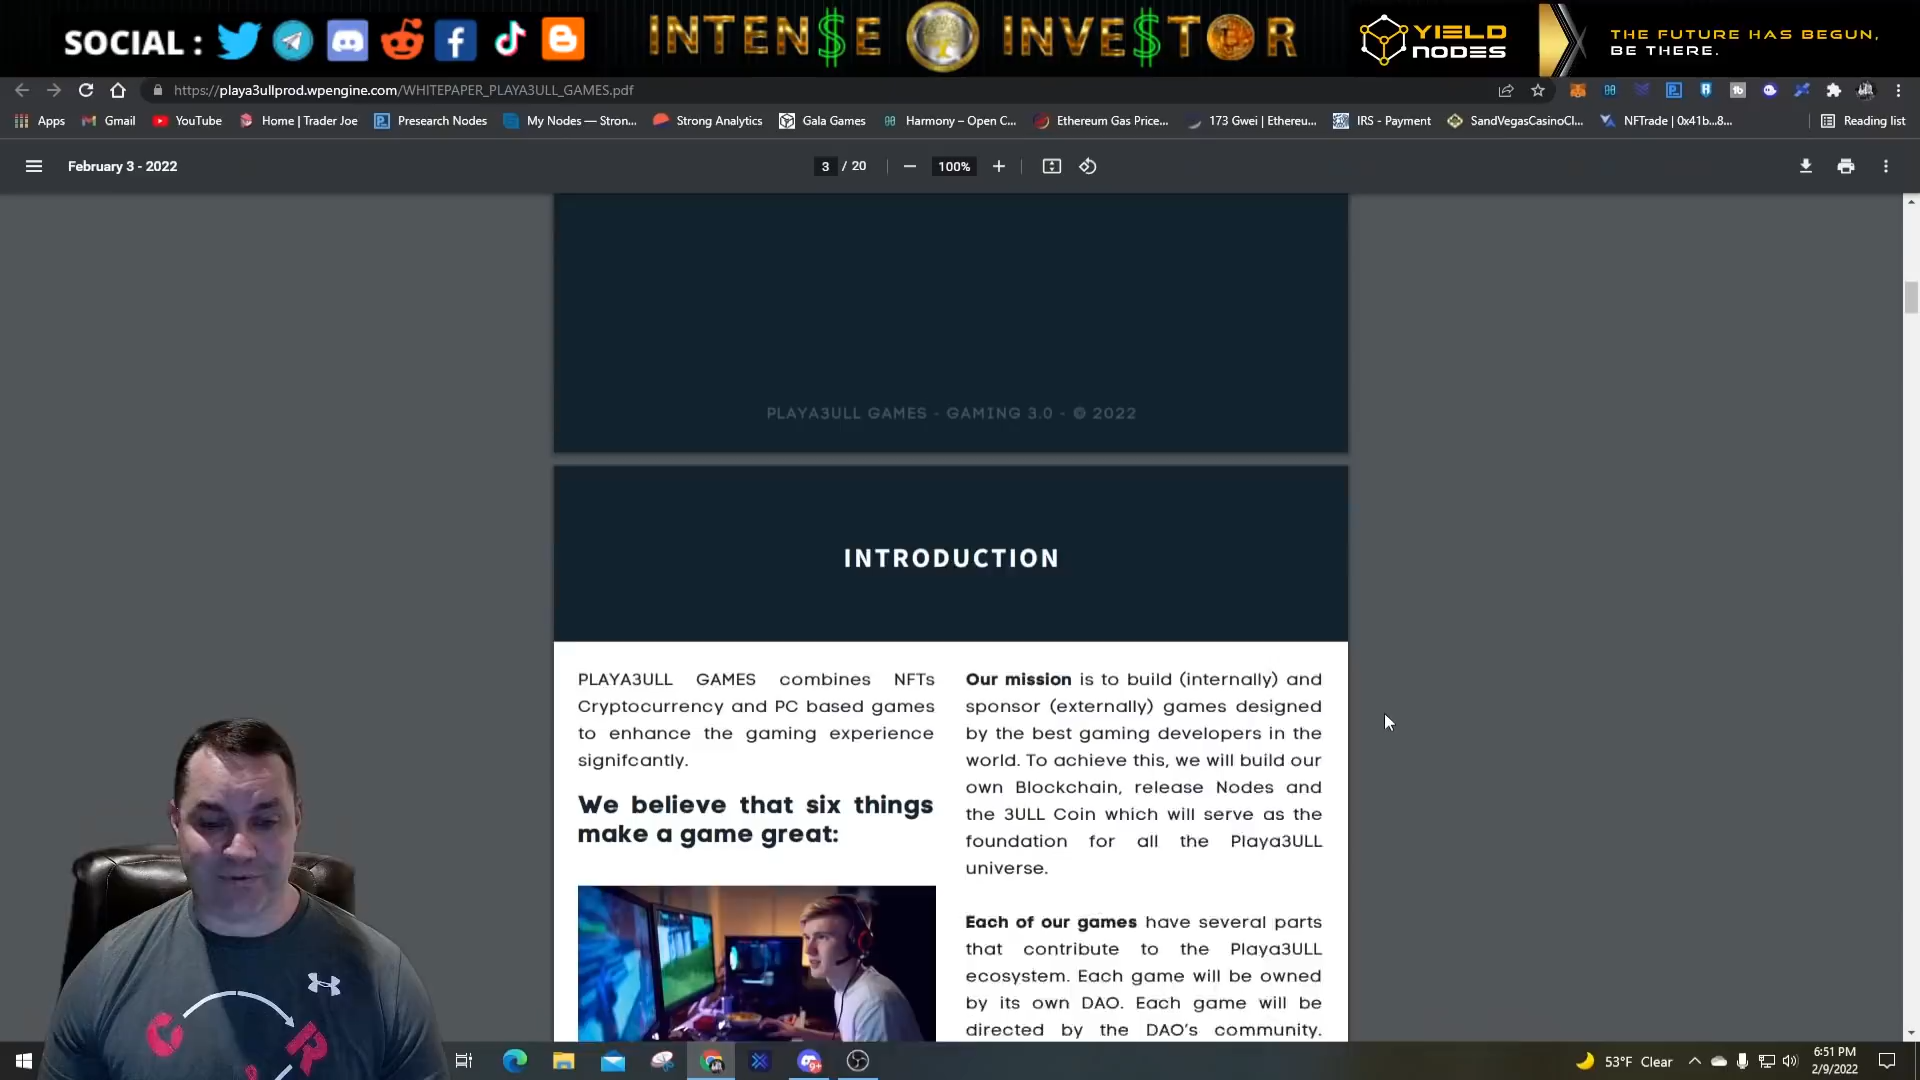 SOCIAL :
INTEN$E INVE$TOR
YIELD
NODES
THE FUTURE HAS BEGUN,
BE THERE.
https://playa3ullprod.wpengine.com/WHITEPAPER_PLAYA3ULL_GAMES.pdf
Apps Gmail YouTube Home | Trader Joe Presearch Nodes My Nodes — Stron... Strong Analytics Gala Games Harmony – Open C... Ethereum Gas Price... 173 Gwei | Ethereu... IRS - Payment SandVegasCasinoCl... NFTrade | 0x41b...8... Reading list
February 3 - 2022
3 / 20
100%
PLAYA3ULL GAMES - GAMING 3.0 - © 2022
INTRODUCTION
PLAYA3ULL GAMES combines NFTs
Cryptocurrency and PC based games
to enhance the gaming experience
signifcantly.
We believe that six things
make a game great:
Our mission is to build (internally) and
sponsor (externally) games designed
by the best gaming developers in the
world. To achieve this, we will build our
own Blockchain, release Nodes and
the 3ULL Coin which will serve as the
foundation for all the Playa3ULL
universe.
Each of our games have several parts
that contribute to the Playa3ULL
ecosystem. Each game will be owned
by its own DAO. Each game will be
directed by the DAO's community.
53°F Clear
6:51 PM
2/9/2022